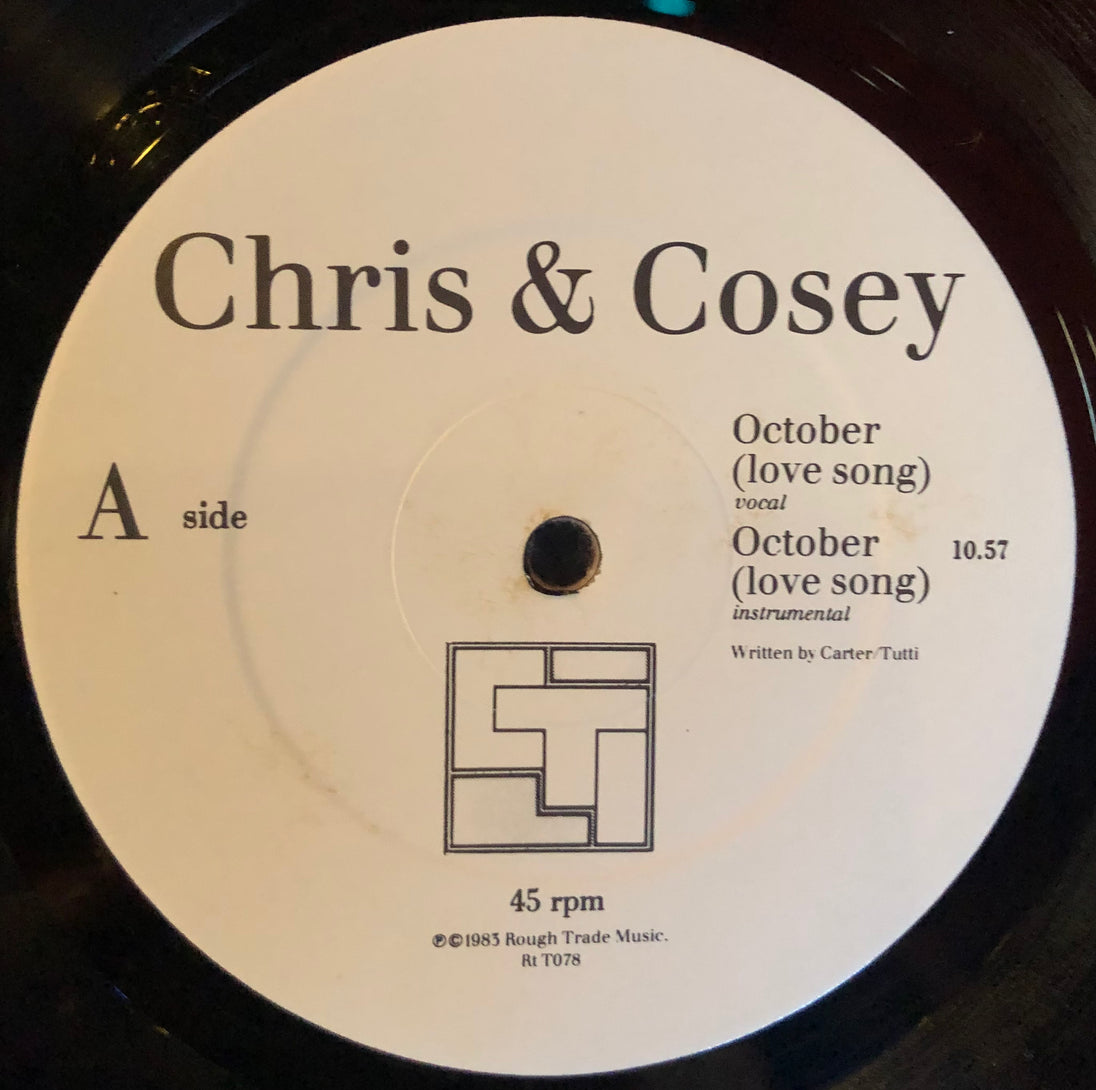 Chris & Cosey
A side
October
(love song)
vocal
October
(love song)
10.57
instrumental
Written by Carter/Tutti
45 rpm
℗©1983 Rough Trade Music.
Rt T078